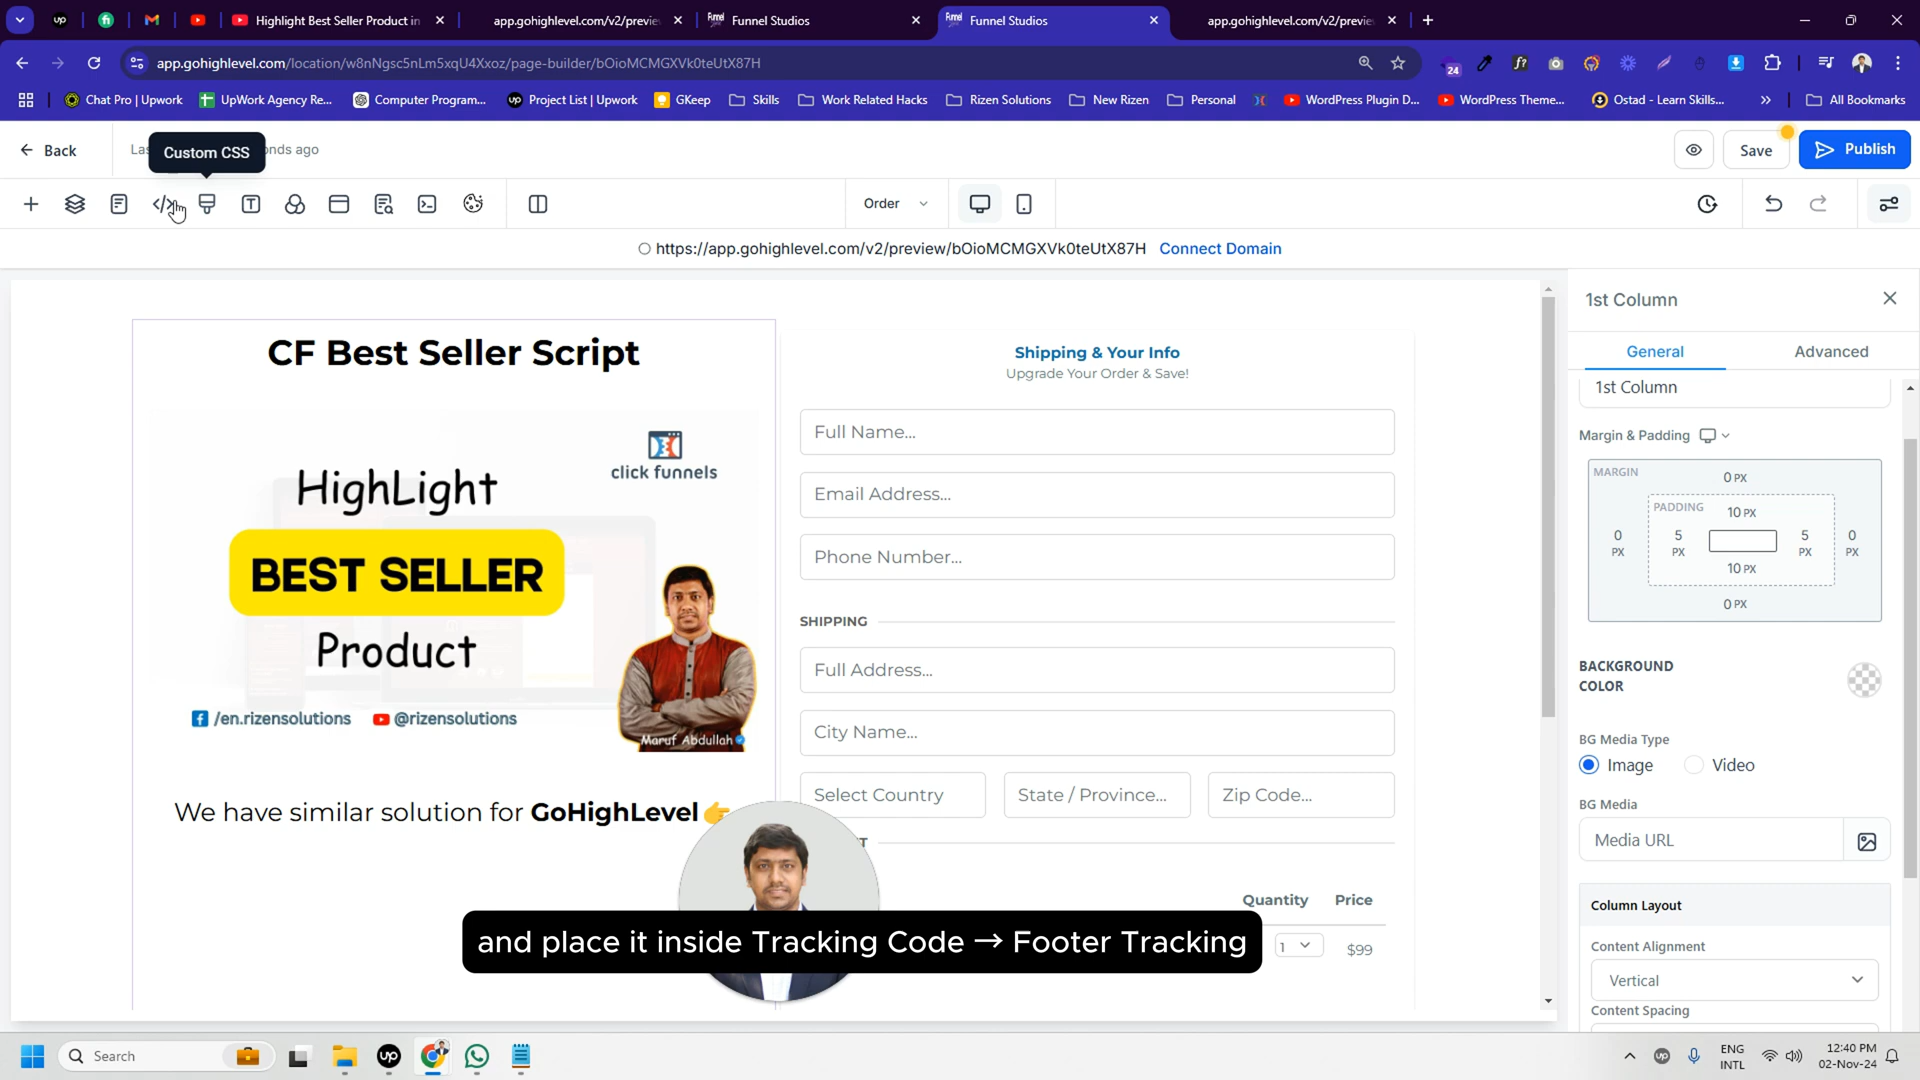 Highlight Best Seller Product in
app.gohighlevel.com/v2/previe
Funnel Studios
Funnel Studios
app.gohighlevel.com/v2/previe
app.gohighlevel.com/location/w8nNgsc5nLm5xqU4Xxoz/page-builder/bOioMCMGXVk0teUtX87H
24
Chat Pro | Upwork
UpWork Agency Re...
Computer Program...
Project List | Upwork
GKeep
Skills
Work Related Hacks
Rizen Solutions
New Rizen
Personal
WordPress Plugin D...
WordPress Theme...
Ostad - Learn Skills...
All Bookmarks
Back
Las
Custom CSS
onds ago
Save
Publish
Order
https://app.gohighlevel.com/v2/preview/bOioMCMGXVk0teUtX87H Connect Domain
CF Best Seller Script
click funnels
HighLight
BEST SELLER
Product
/en.rizensolutions
@rizensolutions
Maruf Abdullah
We have similar solution for GoHighLevel
Shipping & Your Info
Upgrade Your Order & Save!
Full Name...
Email Address...
Phone Number...
SHIPPING
Full Address...
City Name...
Select Country
State / Province...
Zip Code...
T
Quantity
Price
1
$99
and place it inside Tracking Code → Footer Tracking
1st Column
General
Advanced
1st Column
Margin & Padding
MARGIN
0 PX
PADDING
10 PX
0 PX
5 PX
5 PX
0 PX
10 PX
0 PX
BACKGROUND COLOR
BG Media Type
Image
Video
BG Media
Media URL
Column Layout
Content Alignment
Vertical
Content Spacing
Search
up
ENG
INTL
12:40 PM
02-Nov-24